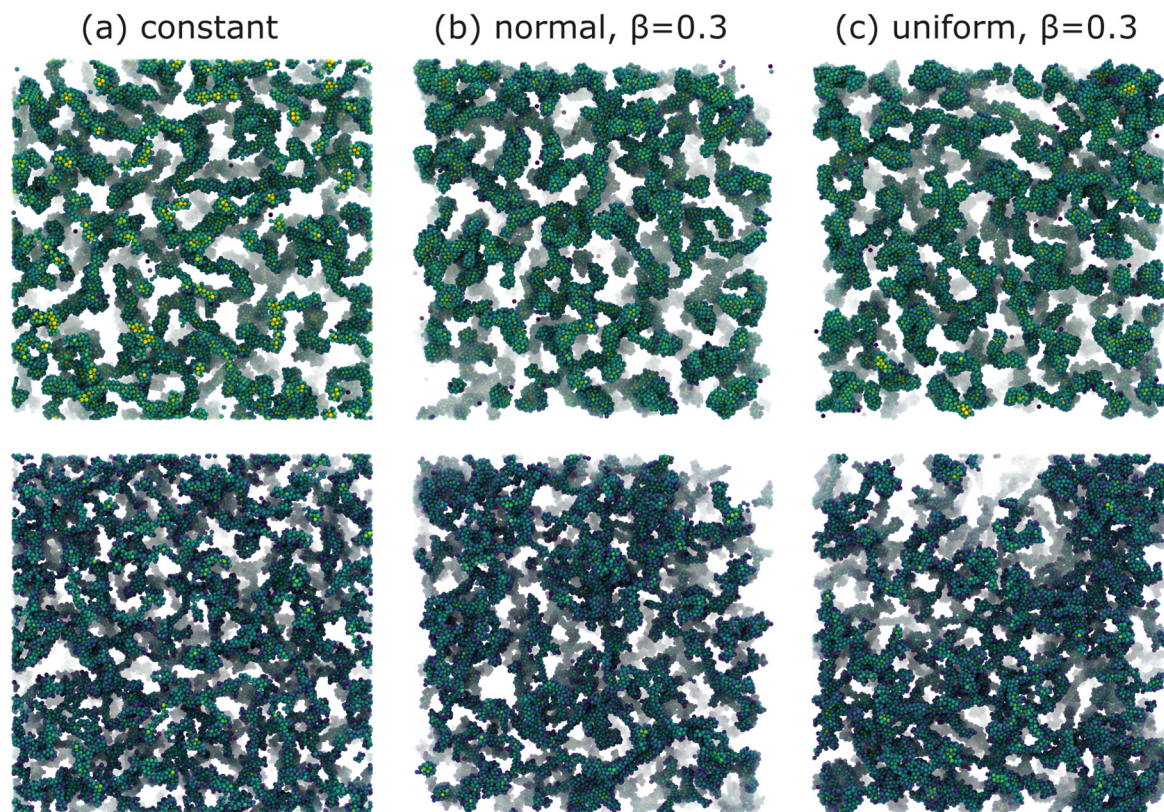 (a) constant
(b) normal, β=0.3
(c) uniform, β=0.3